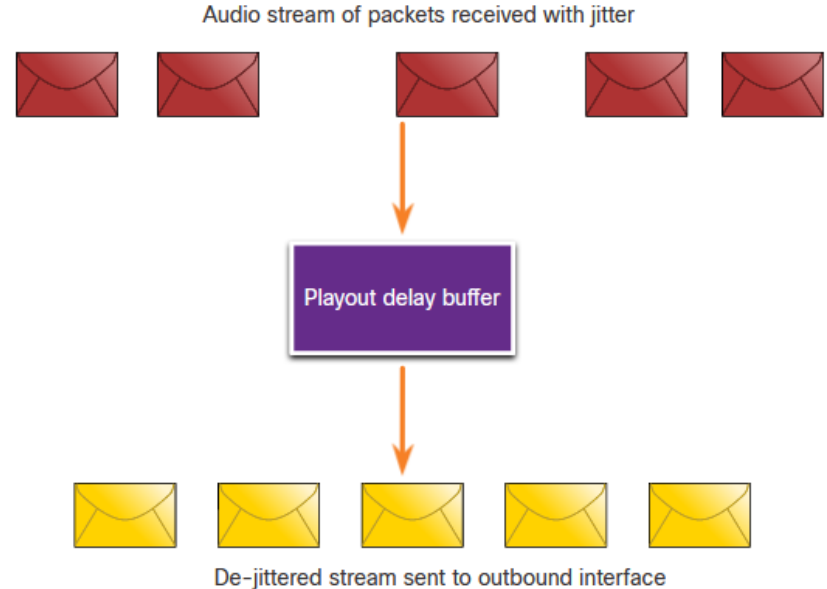 Audio stream of packets received with jitter
Playout delay buffer
De-jittered stream sent to outbound interface